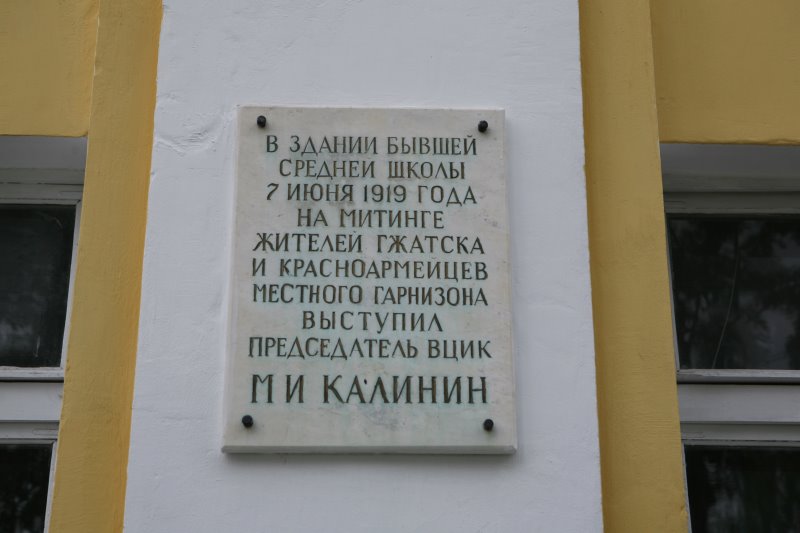 В ЗДАНИИ БЫВШЕЙ
СРЕДНЕЙ ШКОЛЫ
7 ИЮНЯ 1919 ГОДА
НА МИТИНГЕ
ЖИТЕЛЕЙ ГЖАТСКА
И КРАСНОАРМЕЙЦЕВ
МЕСТНОГО ГАРНИЗОНА
ВЫСТУПИЛ
ПРЕДСЕДАТЕЛЬ ВЦИК
М И КАЛИНИН